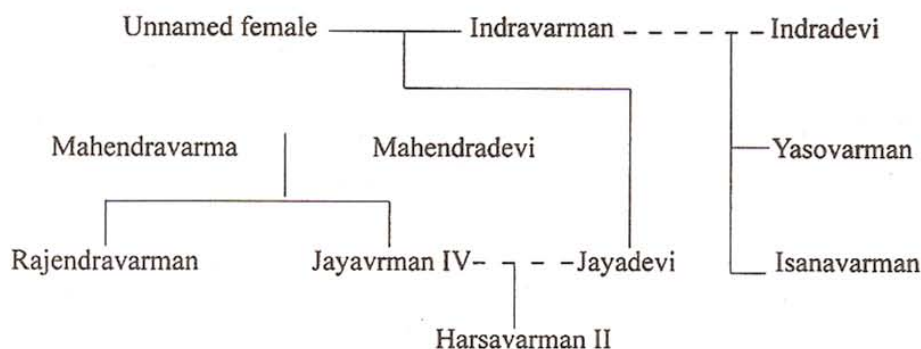 Unnamed female Indravarman Indradevi
Mahendravarma Mahendradevi Yasovarman
Rajendravarman Jayavrman IV Jayadevi Isanavarman
Harsavarman II